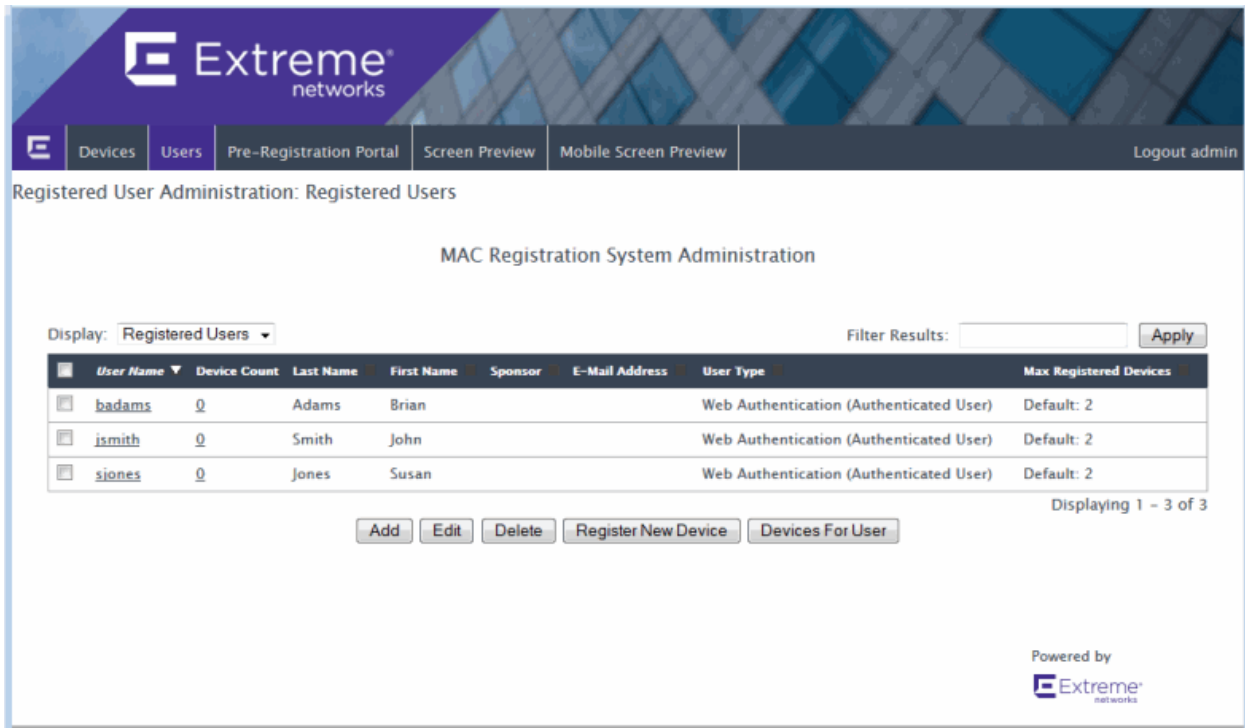 Extreme
networks
Devices Users Pre-Registration Portal Screen Preview Mobile Screen Preview Logout admin
Registered User Administration: Registered Users
MAC Registration System Administration
Display: Registered Users Filter Results: Apply
User Name Device Count Last Name First Name Sponsor E-Mail Address User Type Max Registered Devices
badams 0 Adams Brian Web Authentication (Authenticated User) Default: 2
jsmith 0 Smith John Web Authentication (Authenticated User) Default: 2
sjones 0 Jones Susan Web Authentication (Authenticated User) Default: 2
Displaying 1 - 3 of 3
Add Edit Delete Register New Device Devices For User
Powered by
Extreme
networks